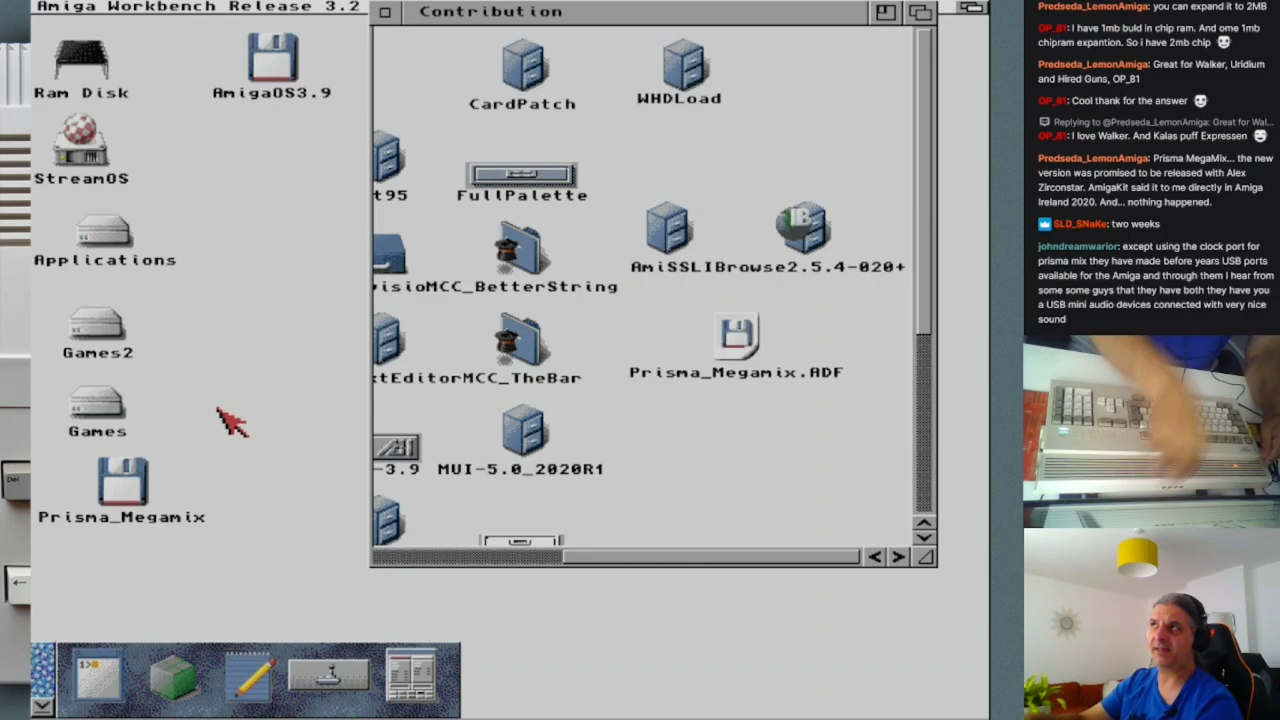 Amiga Workbench Release 3.2
Contribution
Ram Disk
AmigaOS3.9
StreamOS
Applications
Games2
Games
Prisma_Megamix
CardPatch
WHDLoad
t95
FullPalette
AmiSSL
IBrowse2.5.4-020+
visioMCC_BetterString
xtEditorMCC_TheBar
Prisma_Megamix.ADF
-3.9
MUI-5.0_2020R1
1>
Del
Predseda_LemonAmiga: you can expand it to 2MB
OP_81: I have 1mb buld in chip ram. And ome 1mb
chipram expantion. So i have 2mb chip
Predseda_LemonAmiga: Great for Walker, Uridium
and Hired Guns, OP_81
OP_81: Cool thank for the answer
Replying to @Predseda_LemonAmiga: Great for Wal...
OP_81: I love Walker. And Kalas puff Expressen
Predseda_LemonAmiga: Prisma MegaMix... the new
version was promised to be released with Alex
Zirconstar. AmigaKit said it to me directly in Amiga
Ireland 2020. And... nothing happened.
SLD_SNaKe: two weeks
johndreamwarior: except using the clock port for
prisma mix they have made before years USB ports
available for the Amiga and through them I hear from
some some guys that they have both they have you
a USB mini audio devices connected with very nice
sound